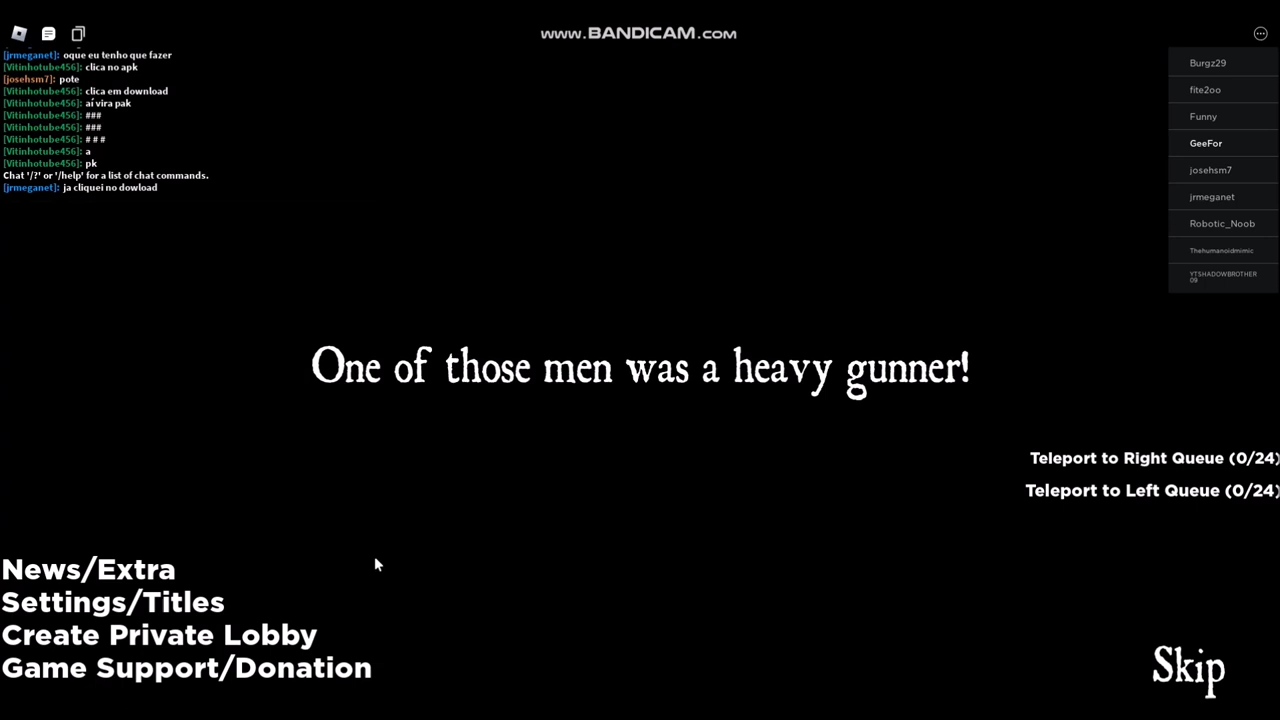 www.BANDICAM.com
[jrmeganet]: oque eu tenho que fazer
[Vitinhotube456]: clica no apk
[josehsm7]: pote
[Vitinhotube456]: clica em download
[Vitinhotube456]: aí vira pak
[Vitinhotube456]: ###
[Vitinhotube456]: ###
[Vitinhotube456]: # # #
[Vitinhotube456]: a
[Vitinhotube456]: pk
Chat '/?' or '/help' for a list of chat commands.
[jrmeganet]: ja cliquei no dowload
Burgz29
fite2oo
Funny
GeeFor
josehsm7
jrmeganet
Robotic_Noob
Thehumanoidmimic
YTSHADOWBROTHER
09
One of those men was a heavy gunner!
Teleport to Right Queue (0/24)
Teleport to Left Queue (0/24)
News/Extra
Settings/Titles
Create Private Lobby
Game Support/Donation
Skip